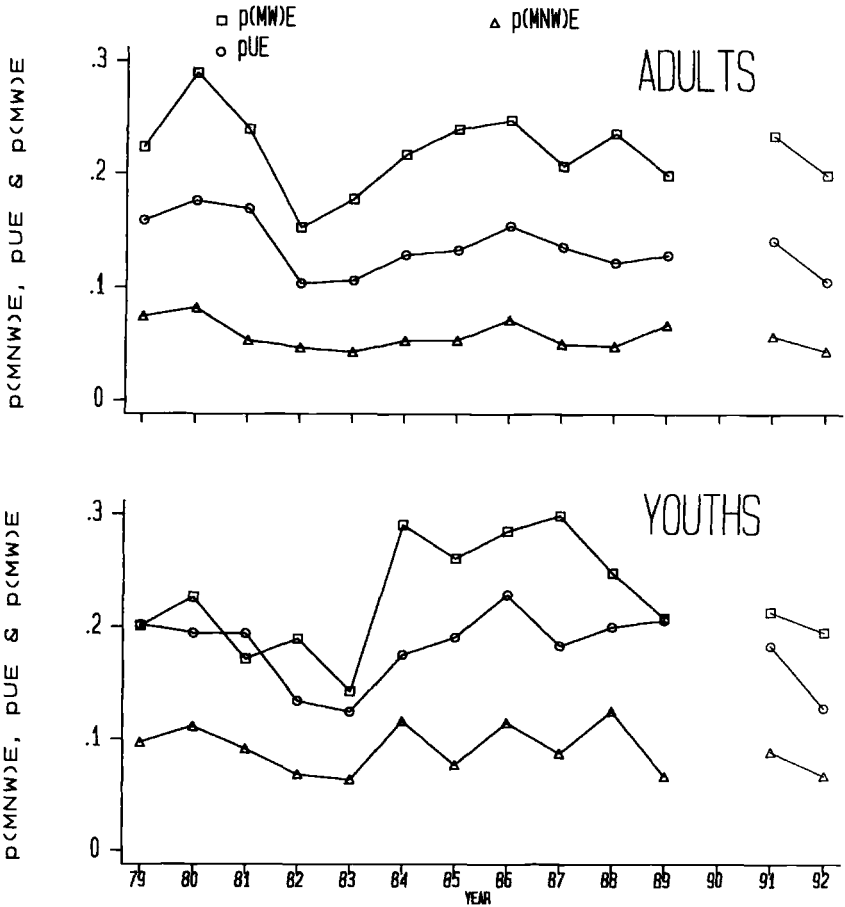 p(MW)E p(MNW)E
pUE
ADULTS
p(MNW)E, pUE & p(MW)E
.3
.2
.1
0
YOUTHS
p(MNW)E, pUE & p(MW)E
.3
.2
.1
0
79 80 81 82 83 84 85 86 87 88 89 90 91 92
YEAR